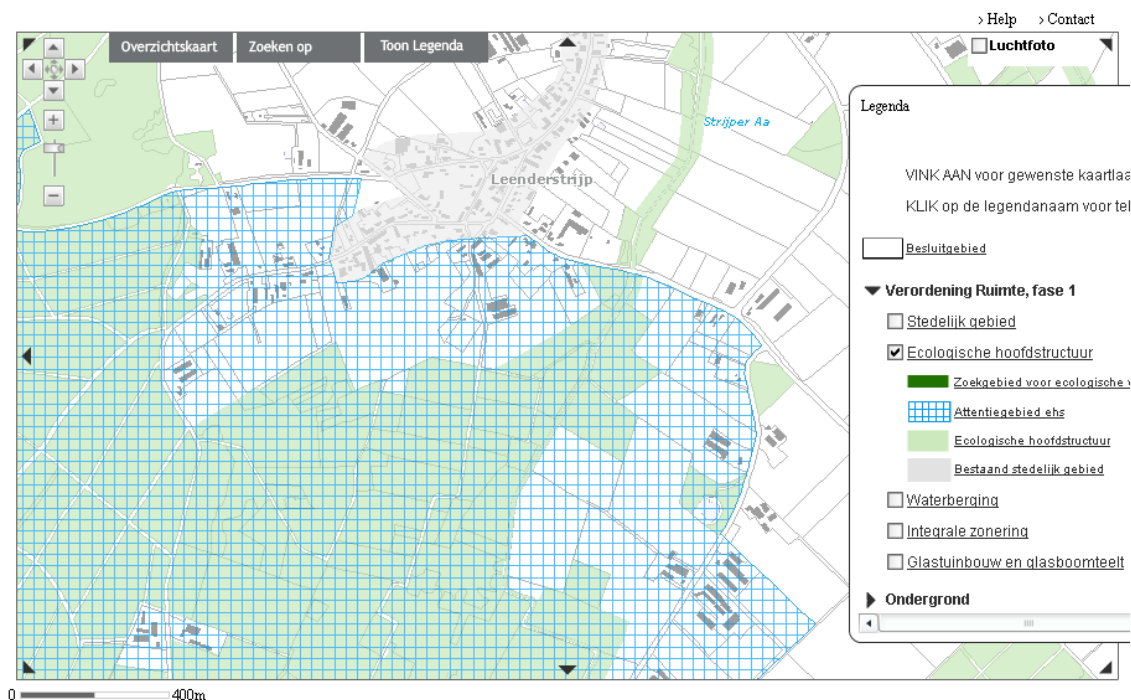 › Help › Contact
Overzichtskaart Zoeken op Toon Legenda
Luchtfoto
Strijper Aa
Leenderstrijp
Legenda
VINK AAN voor gewenste kaartlaa
KLIK op de legendanaam voor tel
Besluitgebied
Verordening Ruimte, fase 1
Stedelijk gebied
Ecologische hoofdstructuur
Zoekgebied voor ecologische v
Attentiegebied ehs
Ecologische hoofdstructuur
Bestaand stedelijk gebied
Waterberging
Integrale zonering
Glastuinbouw en glasboomteelt
Ondergrond
0 400m